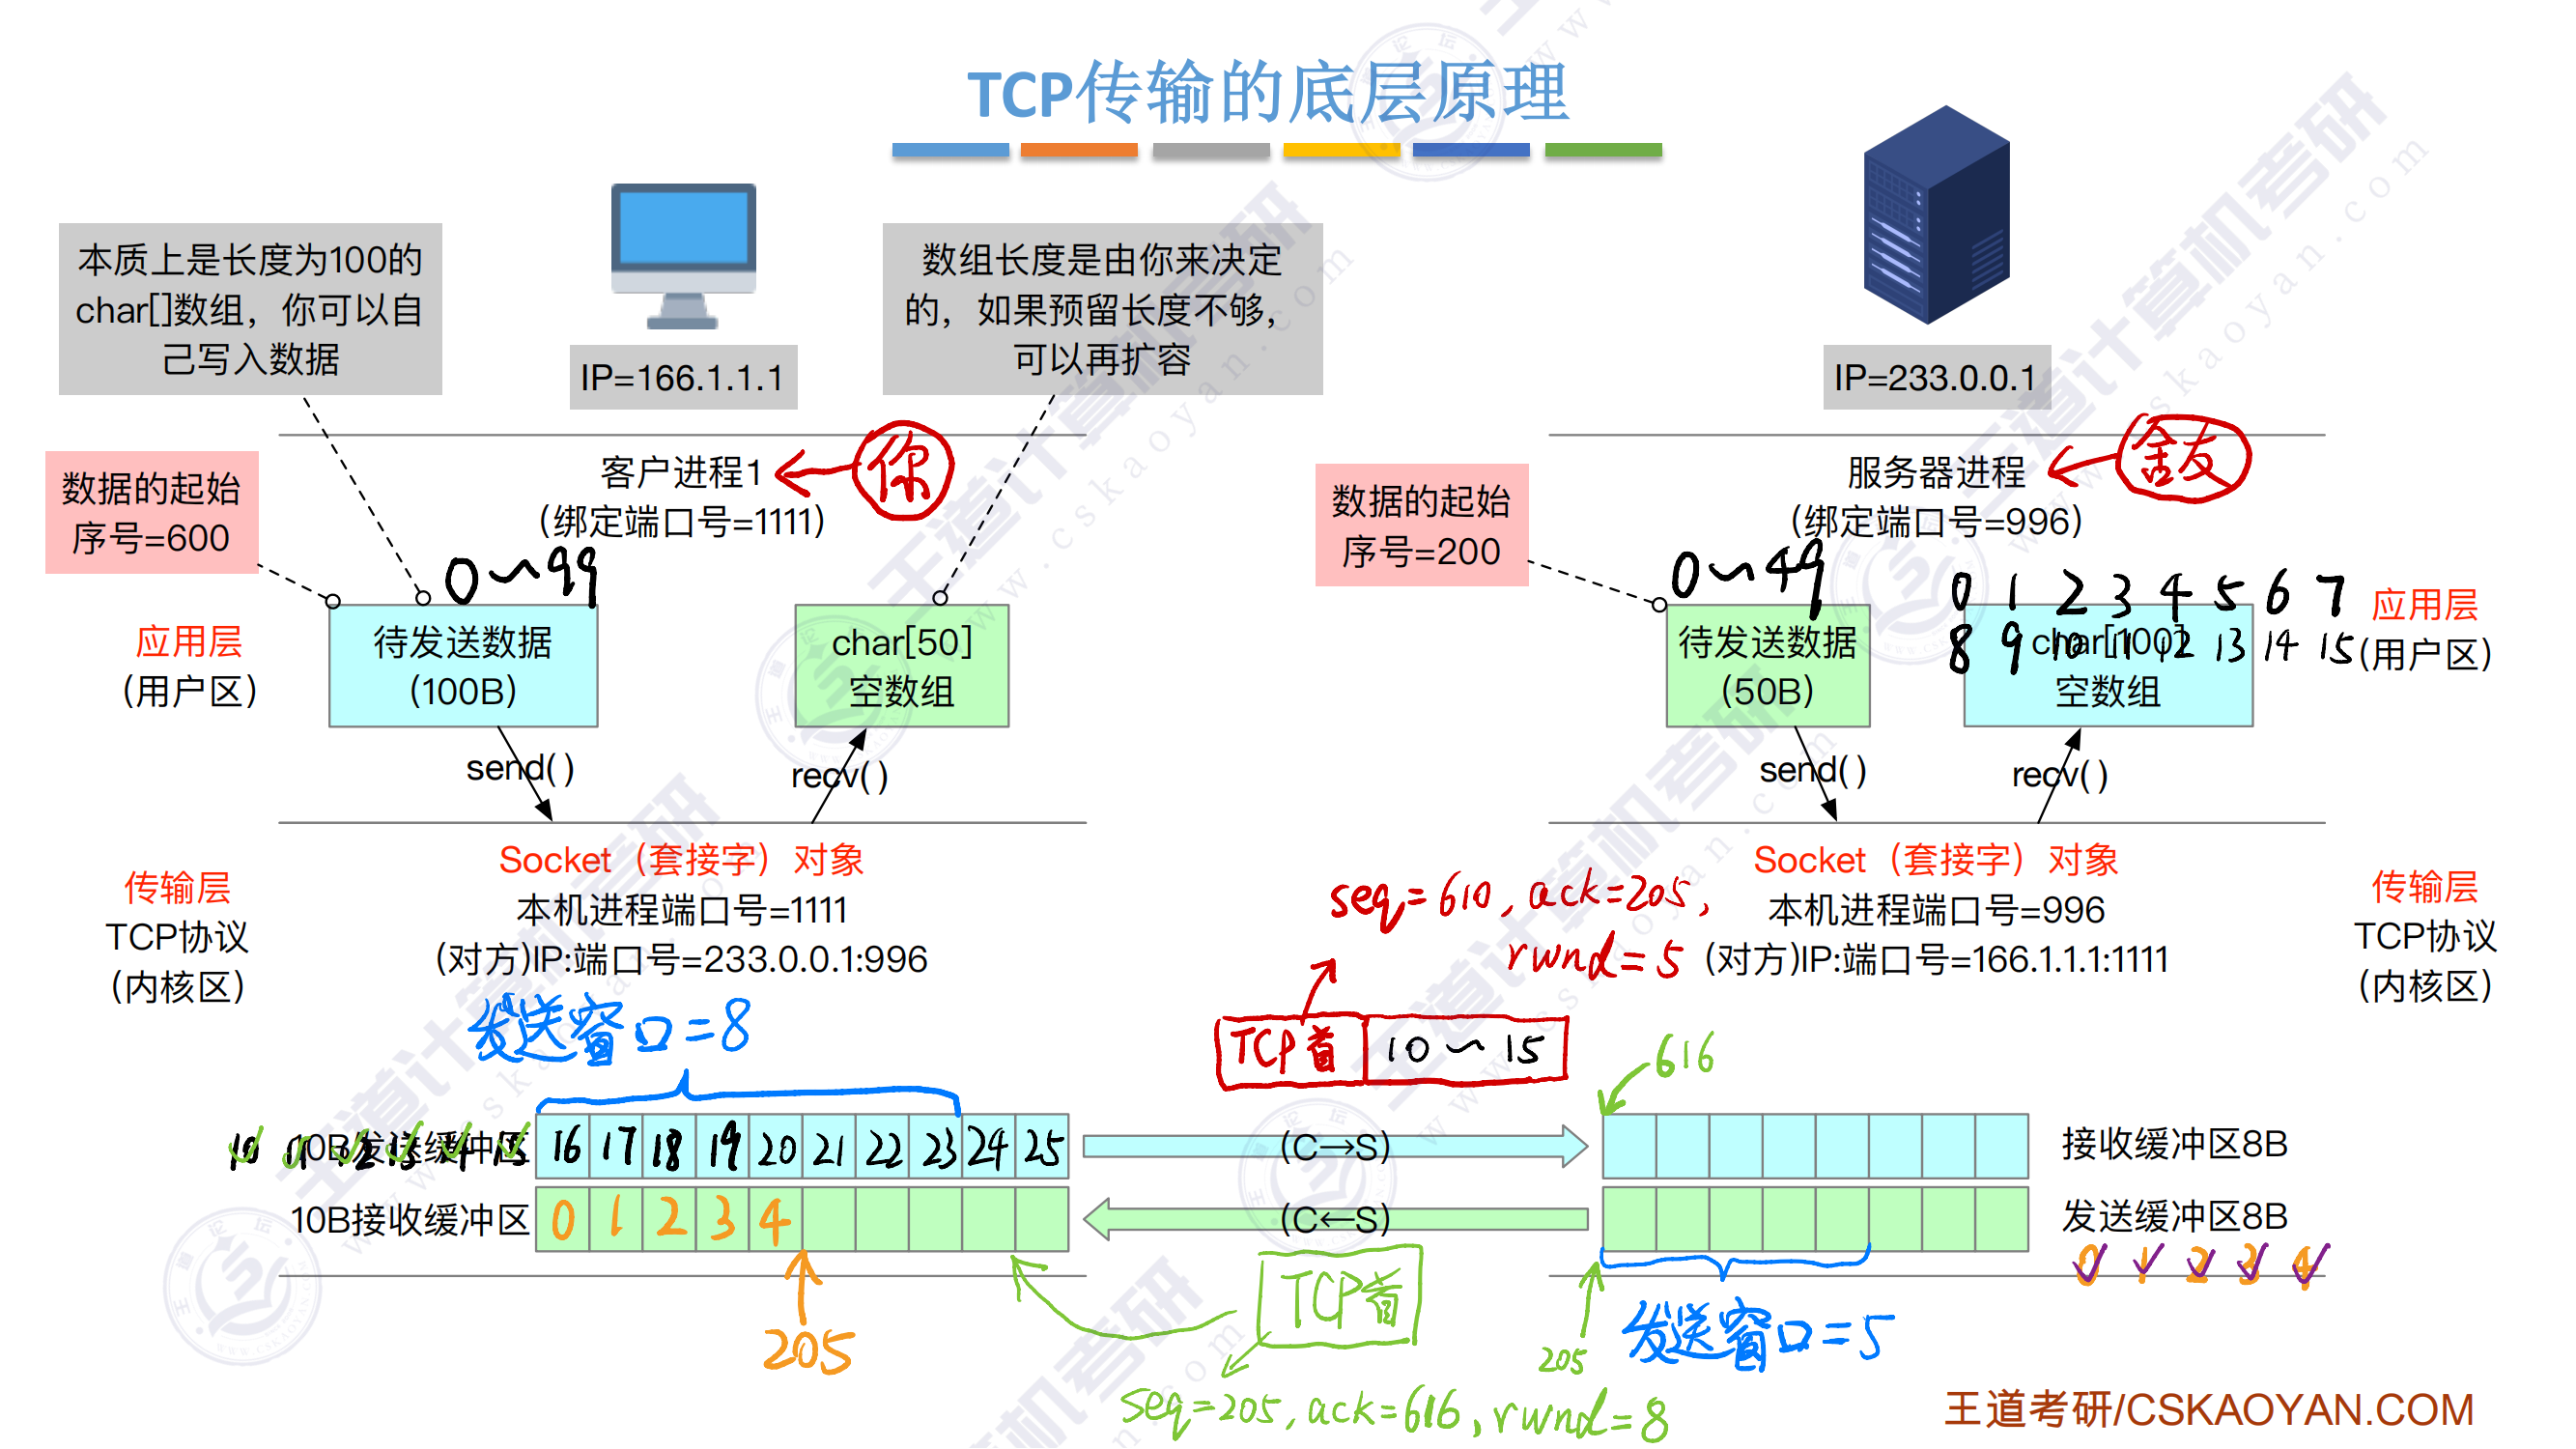 TCP传输的底层原理
本质上是长度为100的
char[]数组，你可以自
己写入数据
IP=166.1.1.1
数组长度是由你来决定
的，如果预留长度不够，
可以再扩容
IP=233.0.0.1
数据的起始
序号=600
客户进程1
(绑定端口号=1111)
你
数据的起始
序号=200
服务器进程
(绑定端口号=996)
0~99
0~49
0 1 2 3 4 5 6 7
8 9 10 11 12 13 14 15
应用层
(用户区)
待发送数据
(100B)
char[50]
空数组
待发送数据
(50B)
char[100]
空数组
应用层
(用户区)
send()
recv()
send()
recv()
传输层
TCP协议
(内核区)
Socket（套接字）对象
本机进程端口号=1111
(对方)IP:端口号=233.0.0.1:996
seq=610, ack=205,
rwnd=5
Socket（套接字）对象
本机进程端口号=996
(对方)IP:端口号=166.1.1.1:1111
传输层
TCP协议
(内核区)
发送窗口=8
TCP首 10~15
616
10 11 12 13 14 15
10B发送缓冲区
16 17 18 19 20 21 22 23 24 25
(C→S)
接收缓冲区8B
10B接收缓冲区
0 1 2 3 4
(C←S)
发送缓冲区8B
0 1 2 3 4
205
TCP首
205
发送窗口=5
seq=205, ack=616, rwnd=8
王道考研/CSKAOYAN.COM
王道计算机考研
www.cskaoyan.com